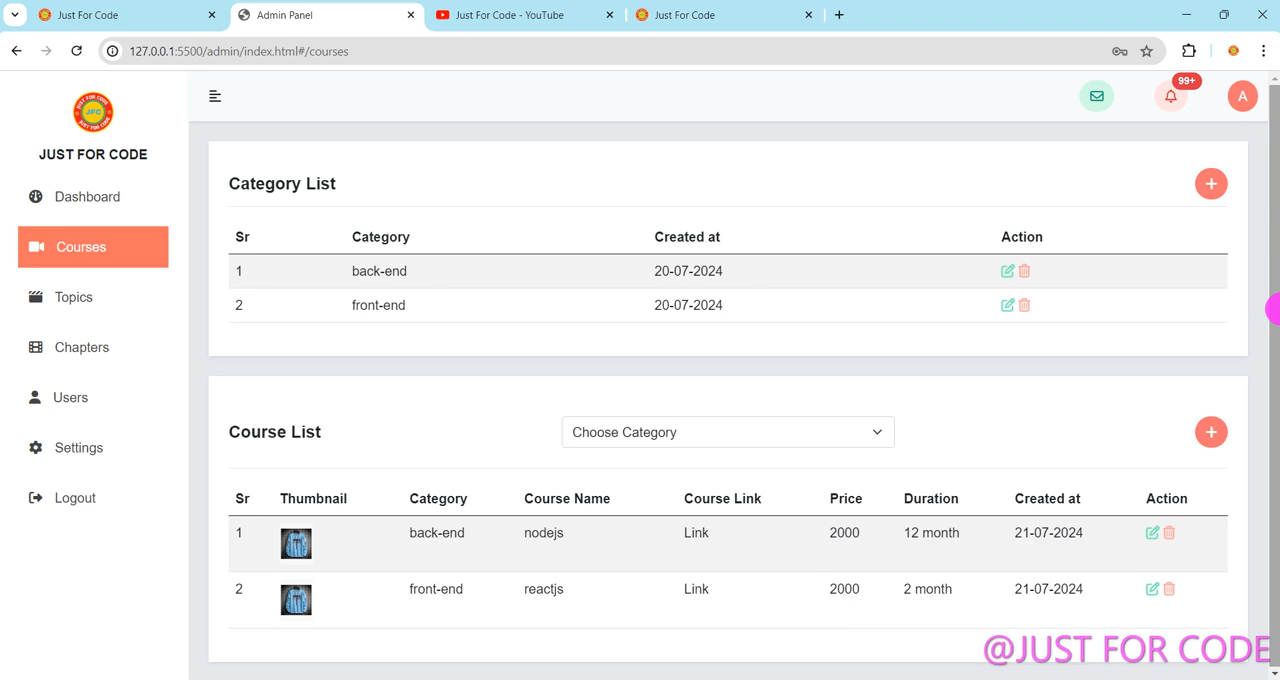 Just For Code
Admin Panel
Just For Code - YouTube
Just For Code
127.0.0.1:5500/admin/index.html#/courses
JUST FOR CODE
JFC
JUST FOR CODE
Dashboard
Courses
Topics
Chapters
Users
Settings
Logout
99+
A
Category List
Sr Category Created at Action
1 back-end 20-07-2024
2 front-end 20-07-2024
Course List
Choose Category
Sr Thumbnail Category Course Name Course Link Price Duration Created at Action
1 back-end nodejs Link 2000 12 month 21-07-2024
2 front-end reactjs Link 2000 2 month 21-07-2024
@JUST FOR CODE